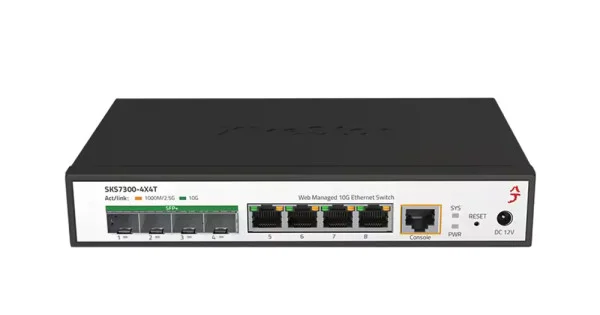 SKS7300-4X4T
Act/link: 1000M/2.5G 10G
SFP+
Web Managed 10G Ethernet Switch
1 2 3 4
5 6 7 8
Console
SYS
PWR
RESET
DC 12V